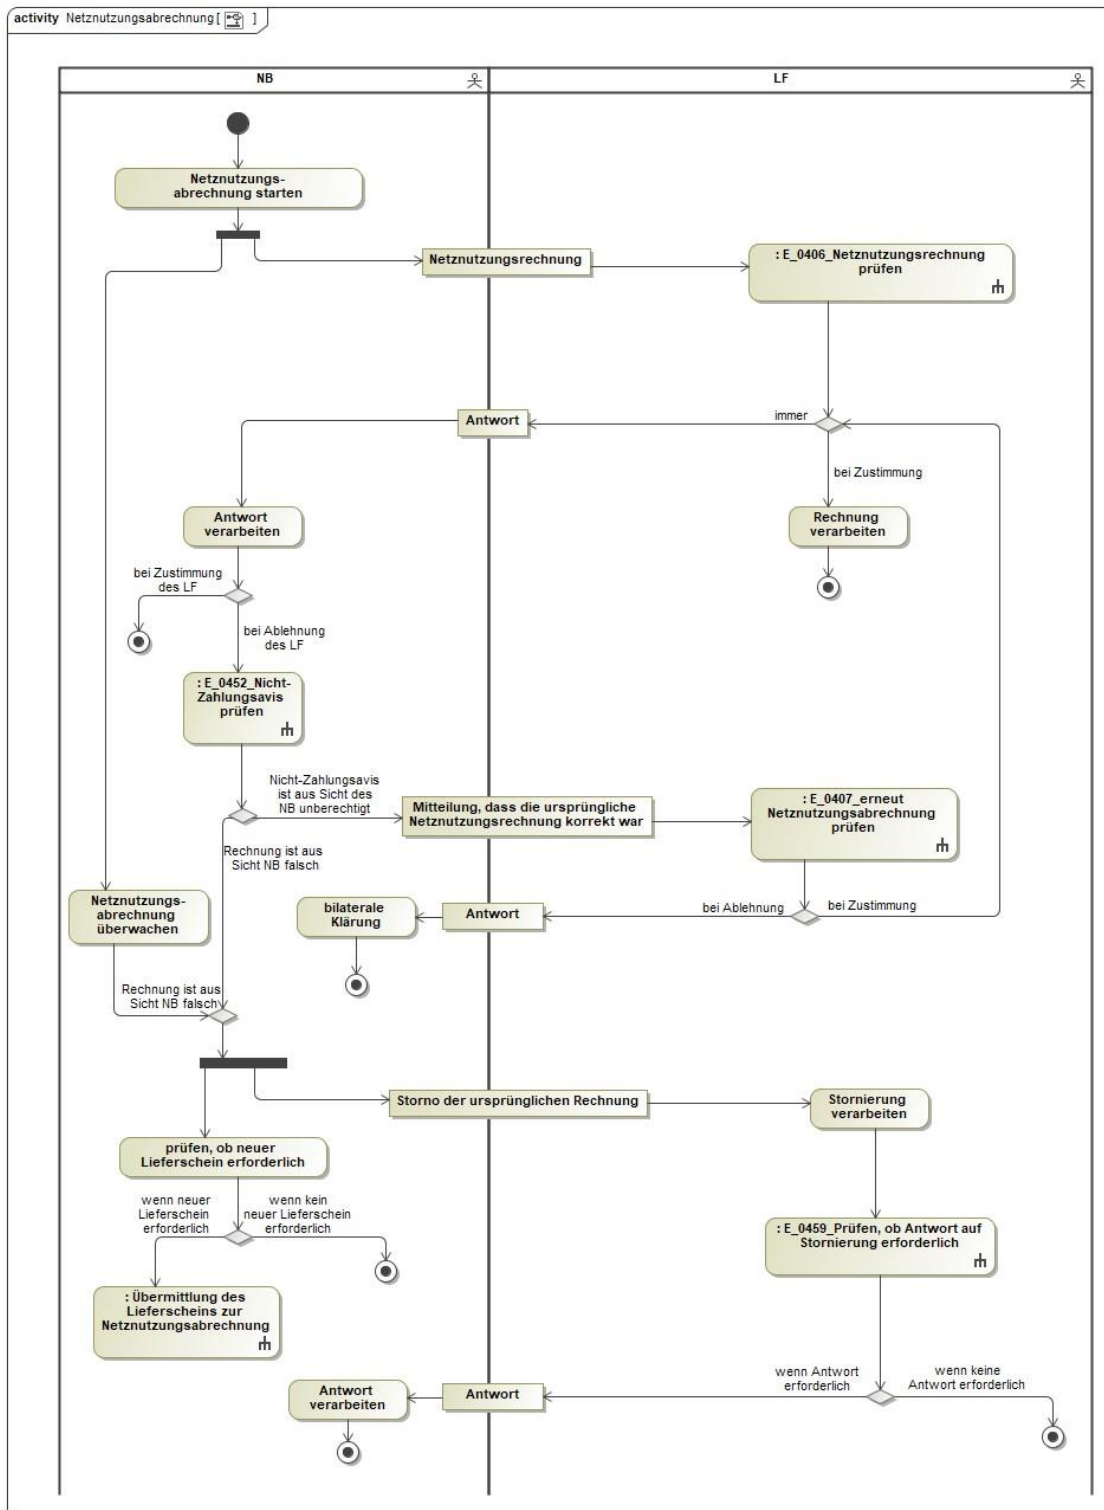 activity Netznutzungsabrechnung [ ]
NB
LF
Netznutzungs-
abrechnung starten
Netznutzungsrechnung
: E_0406_Netznutzungsrechnung
prüfen
immer
Antwort
bei Zustimmung
Antwort
verarbeiten
Rechnung
verarbeiten
bei Zustimmung
des LF
bei Ablehnung
des LF
: E_0452_Nicht-
Zahlungsavis
prüfen
Nicht-Zahlungsavis
ist aus Sicht des
NB unberechtigt
Mitteilung, dass die ursprüngliche
Netznutzungsrechnung korrekt war
: E_0407_erneut
Netznutzungsabrechnung
prüfen
Rechnung ist aus
Sicht NB falsch
Netznutzungs-
abrechnung
überwachen
bilaterale
Klärung
Antwort
bei Ablehnung
bei Zustimmung
Rechnung ist aus
Sicht NB falsch
Storno der ursprünglichen Rechnung
Stornierung
verarbeiten
prüfen, ob neuer
Lieferschein erforderlich
wenn neuer
Lieferschein
erforderlich
wenn kein
neuer Lieferschein
erforderlich
: E_0459_Prüfen, ob Antwort auf
Stornierung erforderlich
: Übermittlung des
Lieferscheins zur
Netznutzungsabrechnung
wenn Antwort
erforderlich
wenn keine
Antwort erforderlich
Antwort
verarbeiten
Antwort